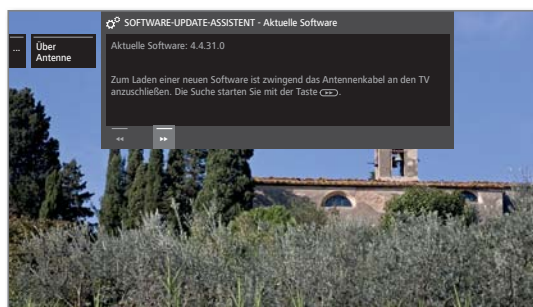 SOFTWARE-UPDATE-ASSISTENT - Aktuelle Software
...
Über
Antenne
Aktuelle Software: 4.4.31.0
Zum Laden einer neuen Software ist zwingend das Antennenkabel an den TV
anzuschließen. Die Suche starten Sie mit der Taste